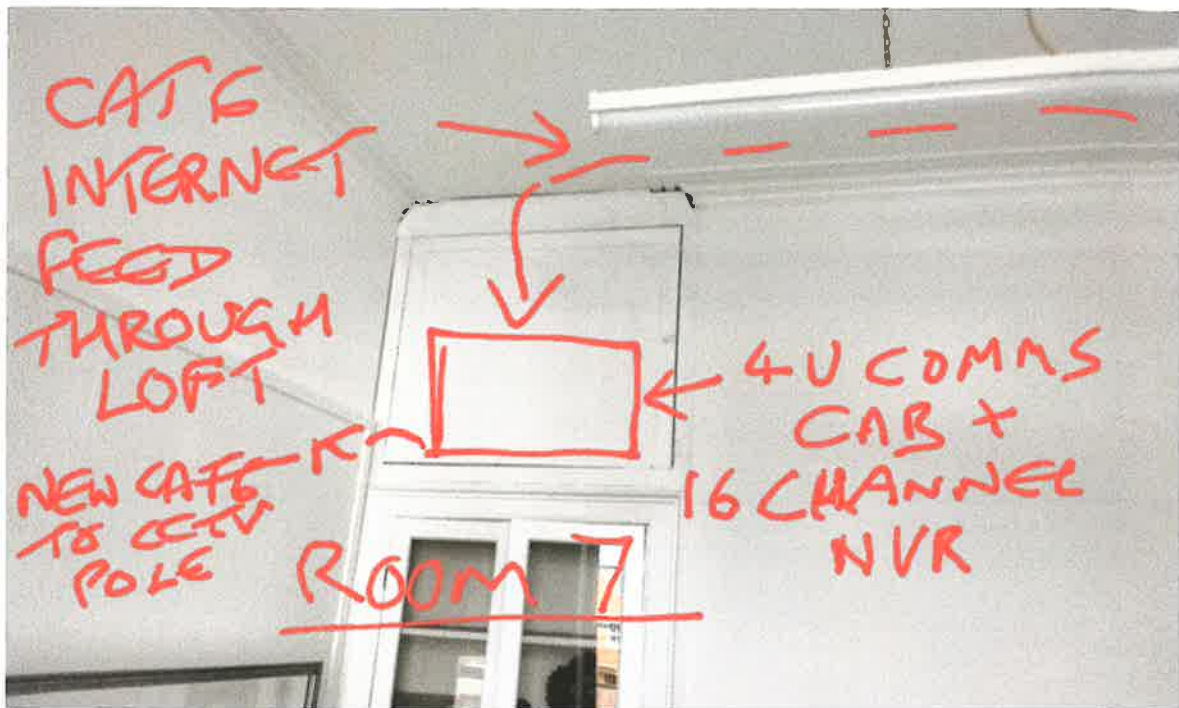 CAT 6
INTERNET
FEED
THROUGH
LOFT
NEW CAT6
TO CCTV
POLE
4U COMMS
CAB +
16 CHANNEL
NVR
ROOM 7